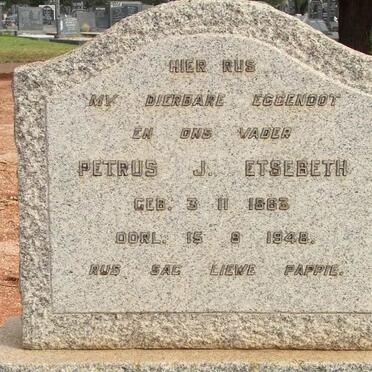 HIER RUS
MY DIERBARE EGGENOOT
EN ONS VADER
PETRUS J. ETSEBETH
GEB. 3 11 1883
OORL. 15 8 1948.
RUS SAG LIEWE PAPPIE.